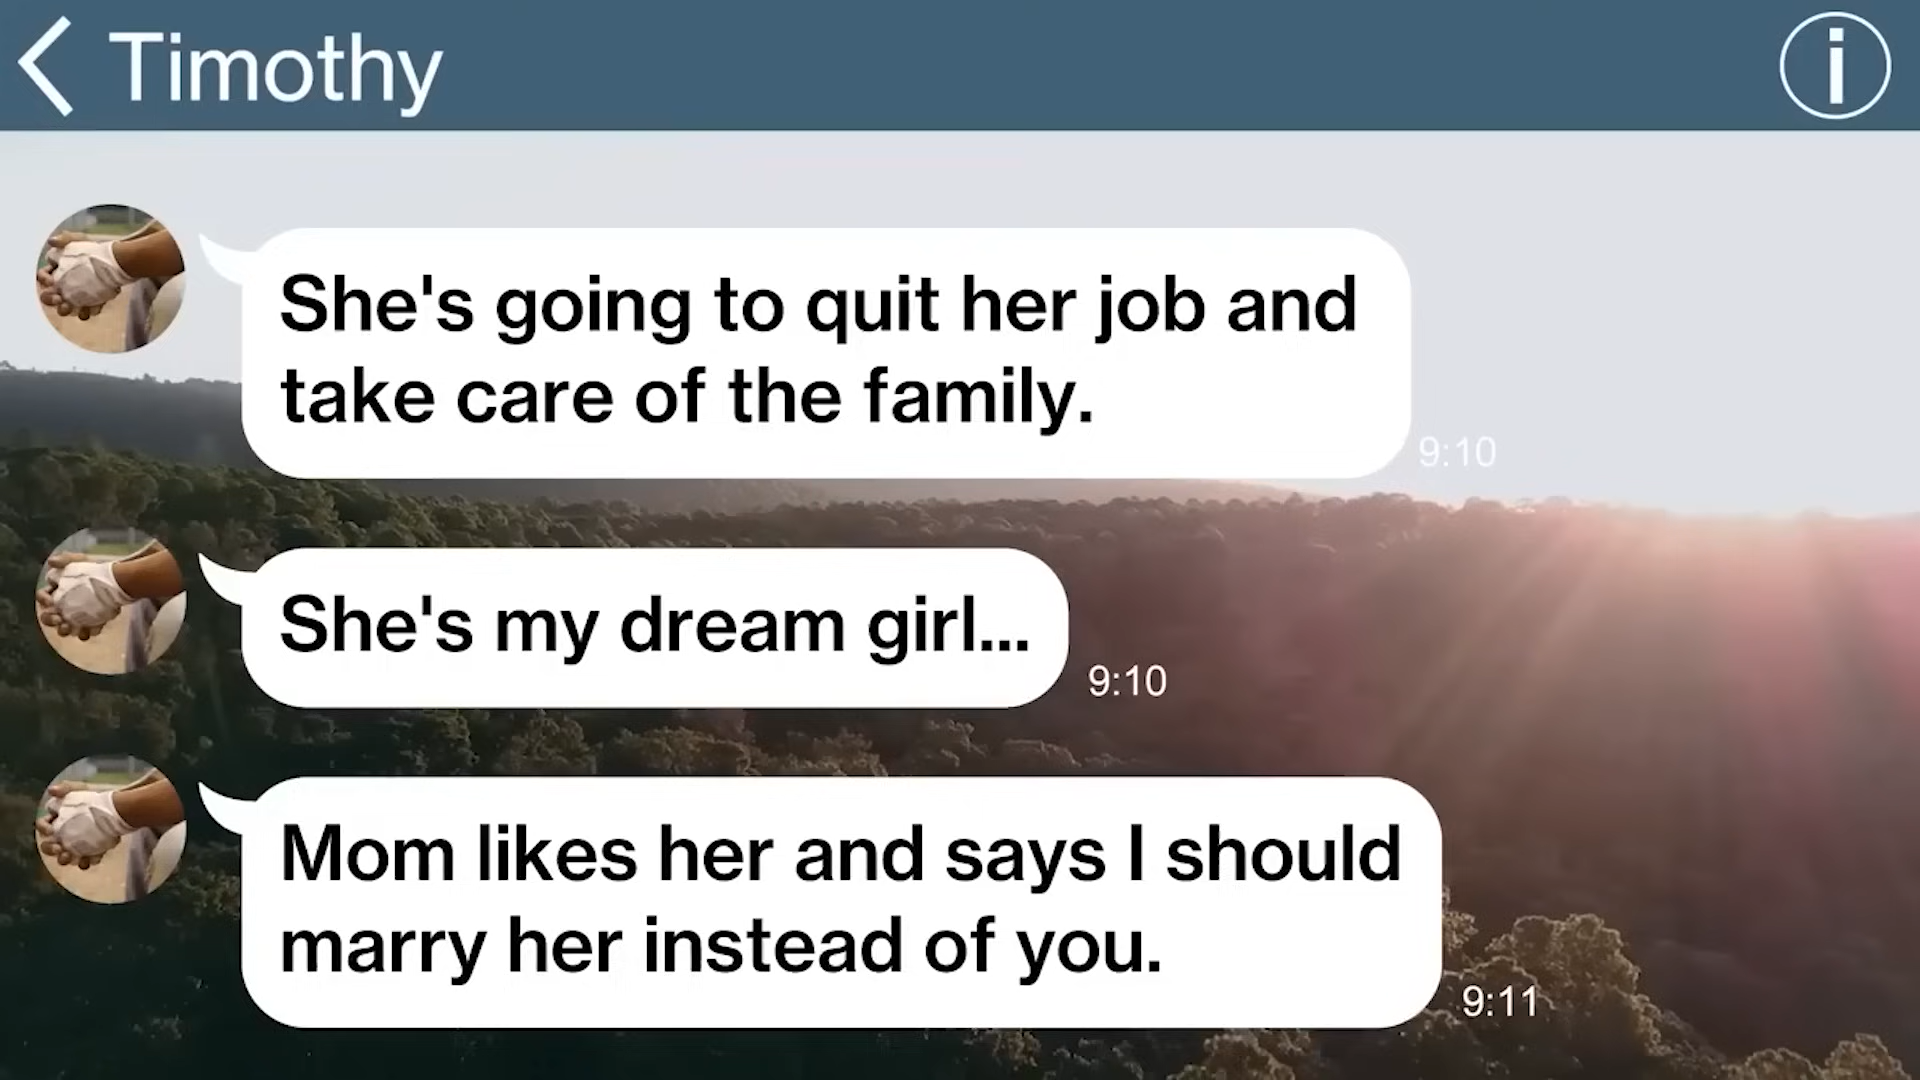 Timothy
She's going to quit her job and
take care of the family.
9:10
She's my dream girl...
9:10
Mom likes her and says I should
marry her instead of you.
9:11